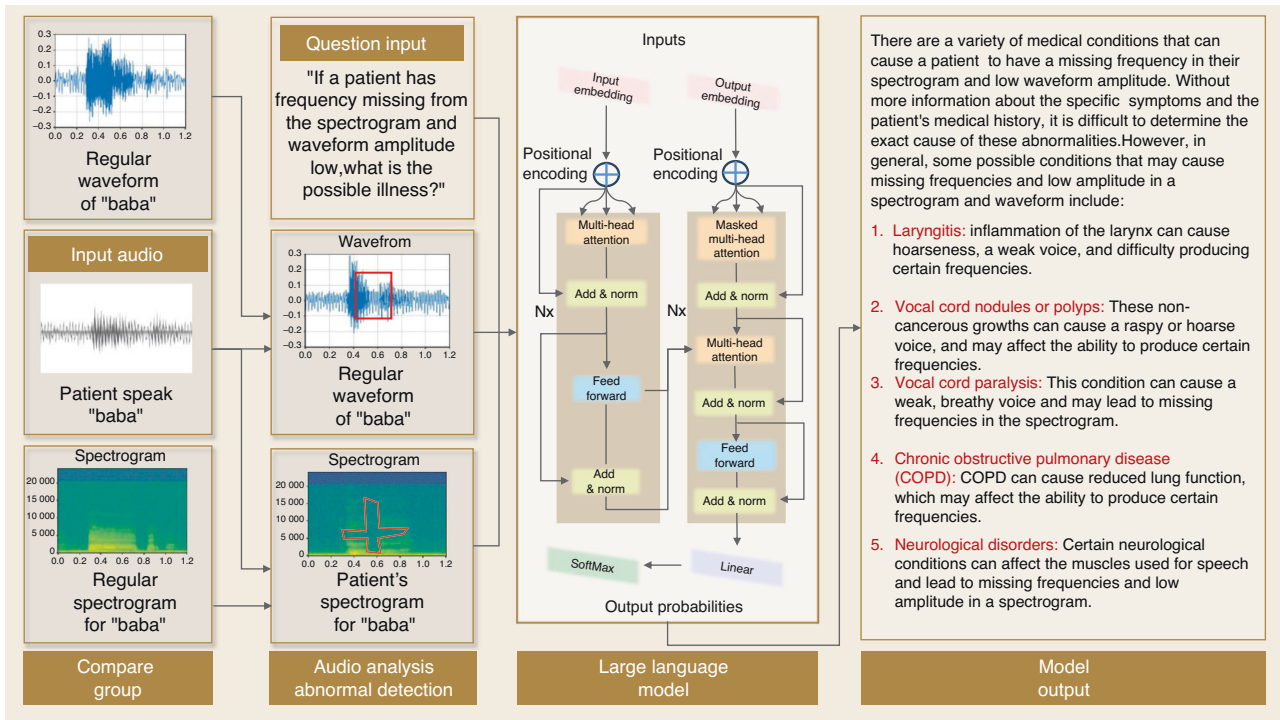 0.3
0.2
0.1
0.0
−0.1
−0.2
−0.3
0.0 0.2 0.4 0.6 0.8 1.0 1.2
Regular
waveform
of "baba"
Input audio
Patient speak
"baba"
Spectrogram
20 000
15 000
10 000
5 000
0
0.0 0.2 0.4 0.6 0.8 1.0 1.2
Regular
spectrogram
for "baba"
Compare
group
Question input
"If a patient has
frequency missing from
the spectrogram and
waveform amplitude
low,what is the
possible illness?"
Wavefrom
0.3
0.2
0.1
0.0
−0.1
−0.2
−0.3
0.0 0.2 0.4 0.6 0.8 1.0 1.2
Regular
waveform
of "baba"
Spectrogram
20 000
15 000
10 000
5 000
0
0.0 0.2 0.4 0.6 0.8 1.0 1.2
Patient's
spectrogram
for "baba"
Audio analysis
abnormal detection
Inputs
Input
embedding
Output
embedding
Positional
encoding
Positional
encoding
Multi-head
attention
Add & norm
Nx
Feed
forward
Add
& norm
Masked
multi-head
attention
Add & norm
Nx
Multi-head
attention
Add & norm
Feed
forward
Add & norm
SoftMax
Linear
Output probabilities
Large language
model
There are a variety of medical conditions that can
cause a patient to have a missing frequency in their
spectrogram and low waveform amplitude. Without
more information about the specific symptoms and the
patient's medical history, it is difficult to determine the
exact cause of these abnormalities.However, in
general, some possible conditions that may cause
missing frequencies and low amplitude in a
spectrogram and waveform include:
1. Laryngitis: inflammation of the larynx can cause
hoarseness, a weak voice, and difficulty producing
certain frequencies.
2. Vocal cord nodules or polyps: These non-
cancerous growths can cause a raspy or hoarse
voice, and may affect the ability to produce certain
frequencies.
3. Vocal cord paralysis: This condition can cause a
weak, breathy voice and may lead to missing
frequencies in the spectrogram.
4. Chronic obstructive pulmonary disease
(COPD): COPD can cause reduced lung function,
which may affect the ability to produce certain
frequencies.
5. Neurological disorders: Certain neurological
conditions can affect the muscles used for speech
and lead to missing frequencies and low
amplitude in a spectrogram.
Model
output